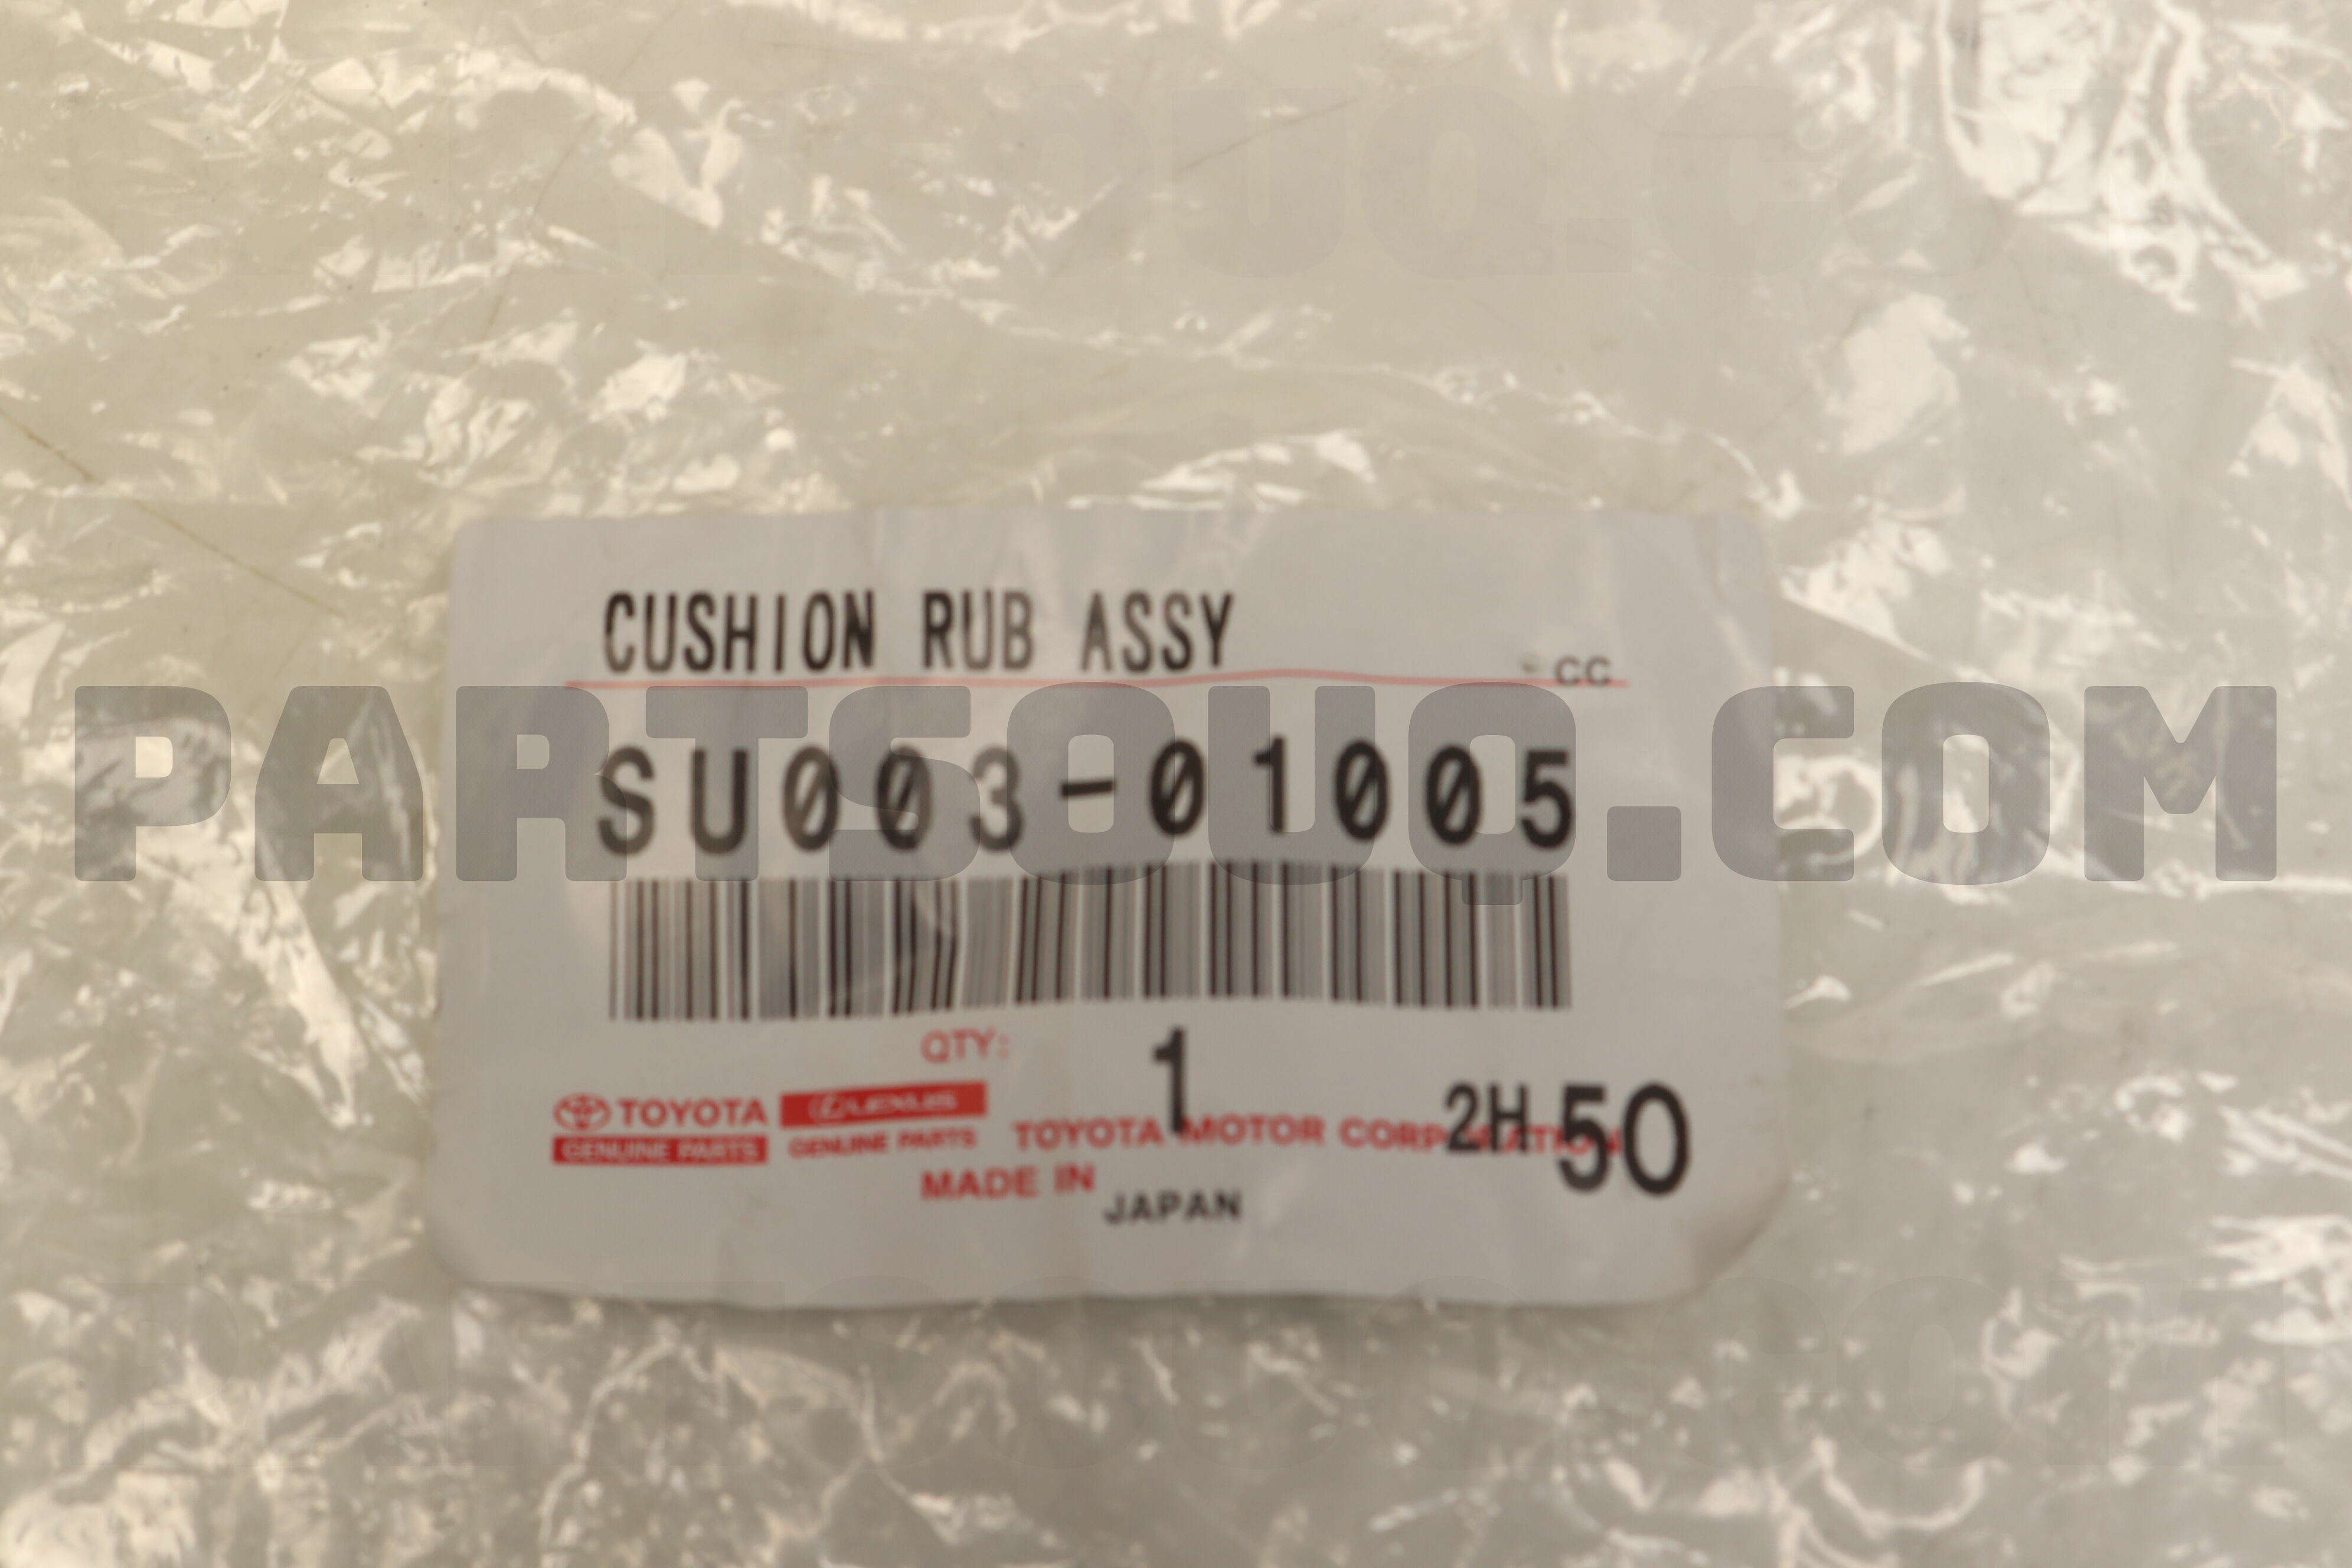 CUSHION RUB ASSY
CC
SU003-01005
PARTSOUQ.COM
QTY: 1
TOYOTA LEXUS
GENUINE PARTS GENUINE PARTS TOYOTA MOTOR CORPORATION 2H 50
MADE IN
JAPAN